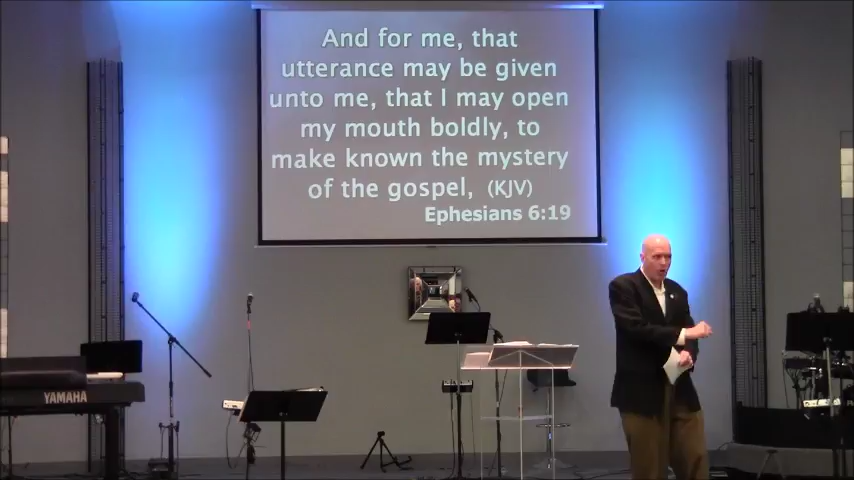 And for me, that
utterance may be given
unto me, that I may open
my mouth boldly, to
make known the mystery
of the gospel, (KJV)
Ephesians 6:19
YAMAHA